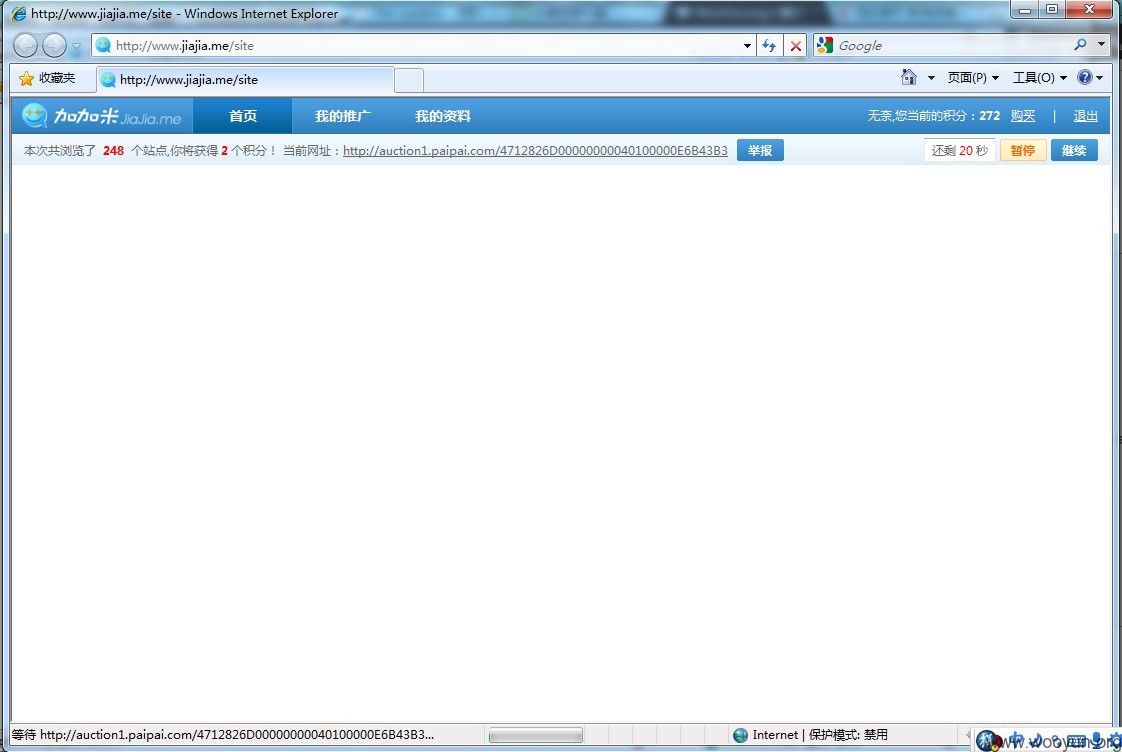 http://www.jiajia.me/site - Windows Internet Explorer
http://www.jiajia.me/site
Google
收藏夹
http://www.jiajia.me/site
页面(P)
工具(O)
加加米 JiaJia.me
首页
我的推广
我的资料
无奈,您当前的积分：272 购买 | 退出
本次共浏览了 248 个站点,你将获得 2 个积分！ 当前网址：http://auction1.paipai.com/4712826D00000000040100000E6B43B3 举报
还剩 20 秒
暂停
继续
等待 http://auction1.paipai.com/4712826D00000000040100000E6B43B3...
Internet | 保护模式: 禁用
www.wooyun.org